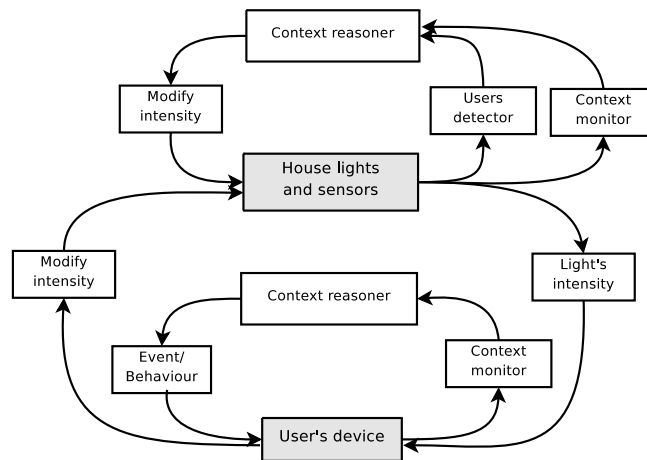 Context reasoner
Modify
intensity
Users
detector
Context
monitor
House lights
and sensors
Modify
intensity
Light's
intensity
Context reasoner
Event/
Behaviour
Context
monitor
User's device